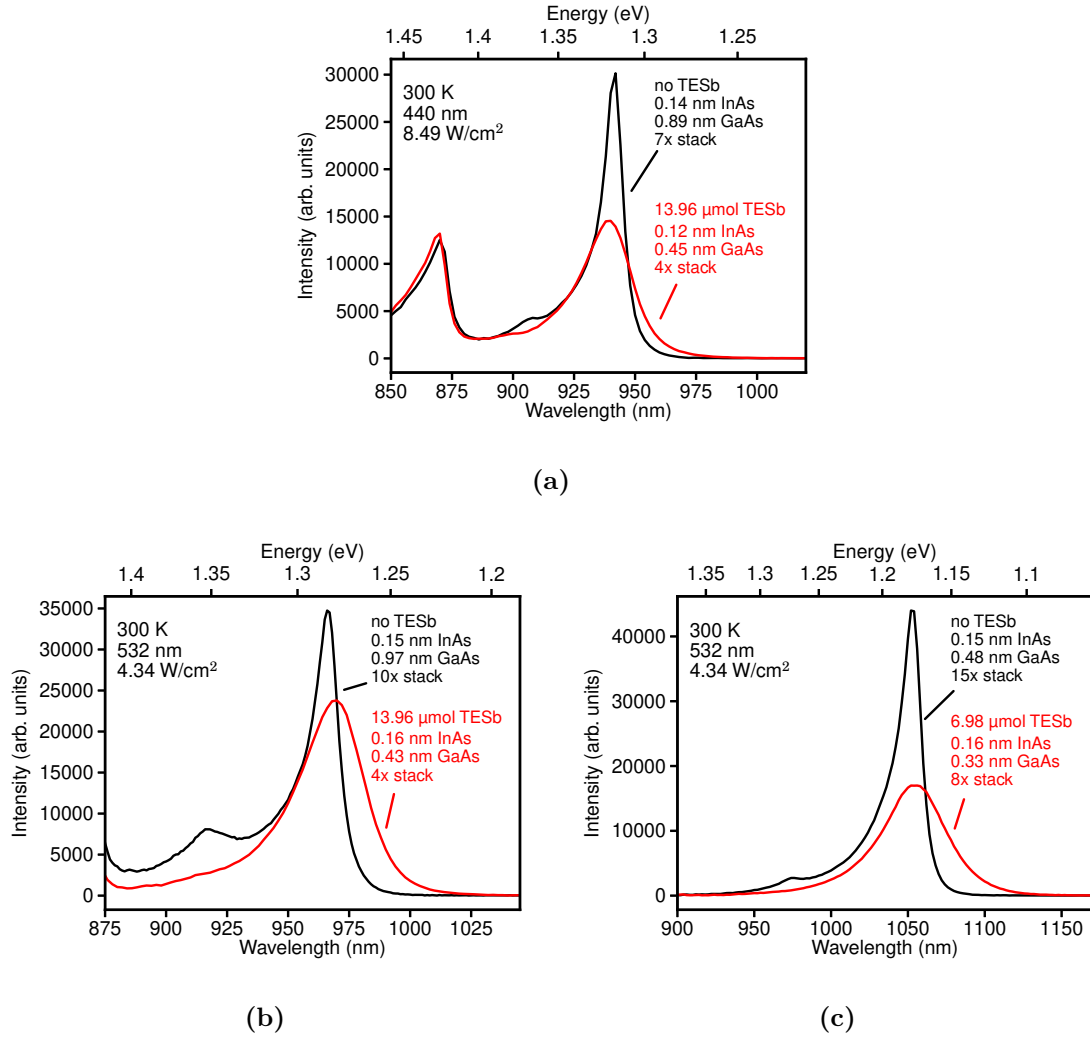 Energy (eV)
1.45 1.4 1.35 1.3 1.25
30000
25000
20000
15000
10000
5000
0
Intensity (arb. units)
300 K
440 nm
8.49 W/cm²
no TESb
0.14 nm InAs
0.89 nm GaAs
7x stack
13.96 µmol TESb
0.12 nm InAs
0.45 nm GaAs
4x stack
850 875 900 925 950 975 1000
Wavelength (nm)
(a)
Energy (eV)
1.4 1.35 1.3 1.25 1.2
35000
30000
25000
20000
15000
10000
5000
0
Intensity (arb. units)
300 K
532 nm
4.34 W/cm²
no TESb
0.15 nm InAs
0.97 nm GaAs
10x stack
13.96 µmol TESb
0.16 nm InAs
0.43 nm GaAs
4x stack
875 900 925 950 975 1000 1025
Wavelength (nm)
(b)
Energy (eV)
1.35 1.3 1.25 1.2 1.15 1.1
40000
30000
20000
10000
0
Intensity (arb. units)
300 K
532 nm
4.34 W/cm²
no TESb
0.15 nm InAs
0.48 nm GaAs
15x stack
6.98 µmol TESb
0.16 nm InAs
0.33 nm GaAs
8x stack
900 950 1000 1050 1100 1150
Wavelength (nm)
(c)